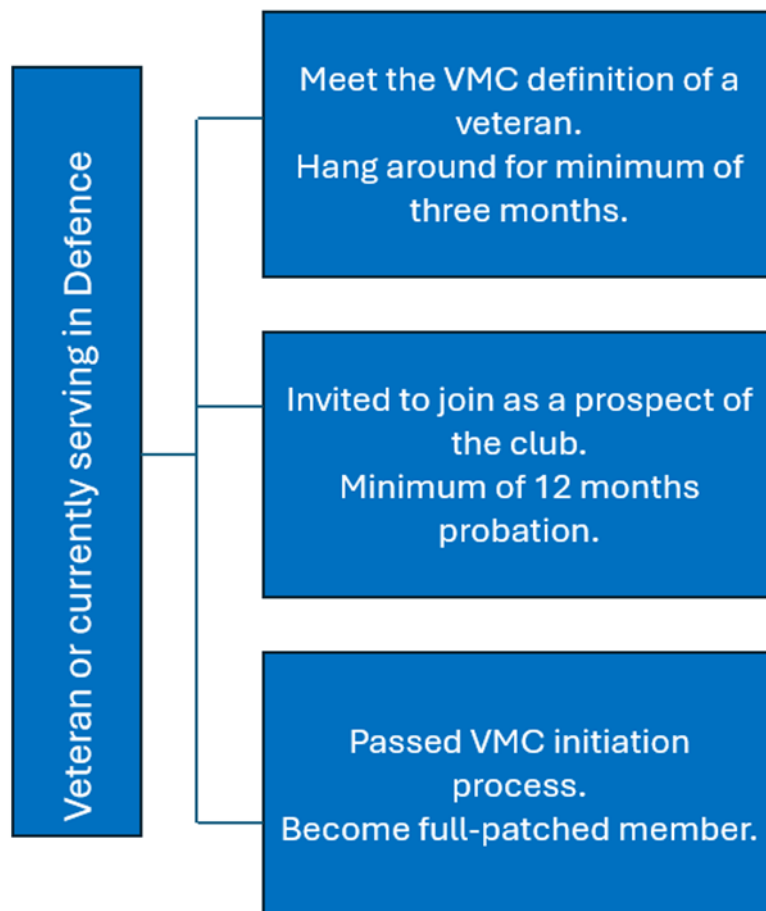 Veteran or currently serving in Defence
Meet the VMC definition of a
veteran.
Hang around for minimum of
three months.
Invited to join as a prospect of
the club.
Minimum of 12 months
probation.
Passed VMC initiation
process.
Become full-patched member.